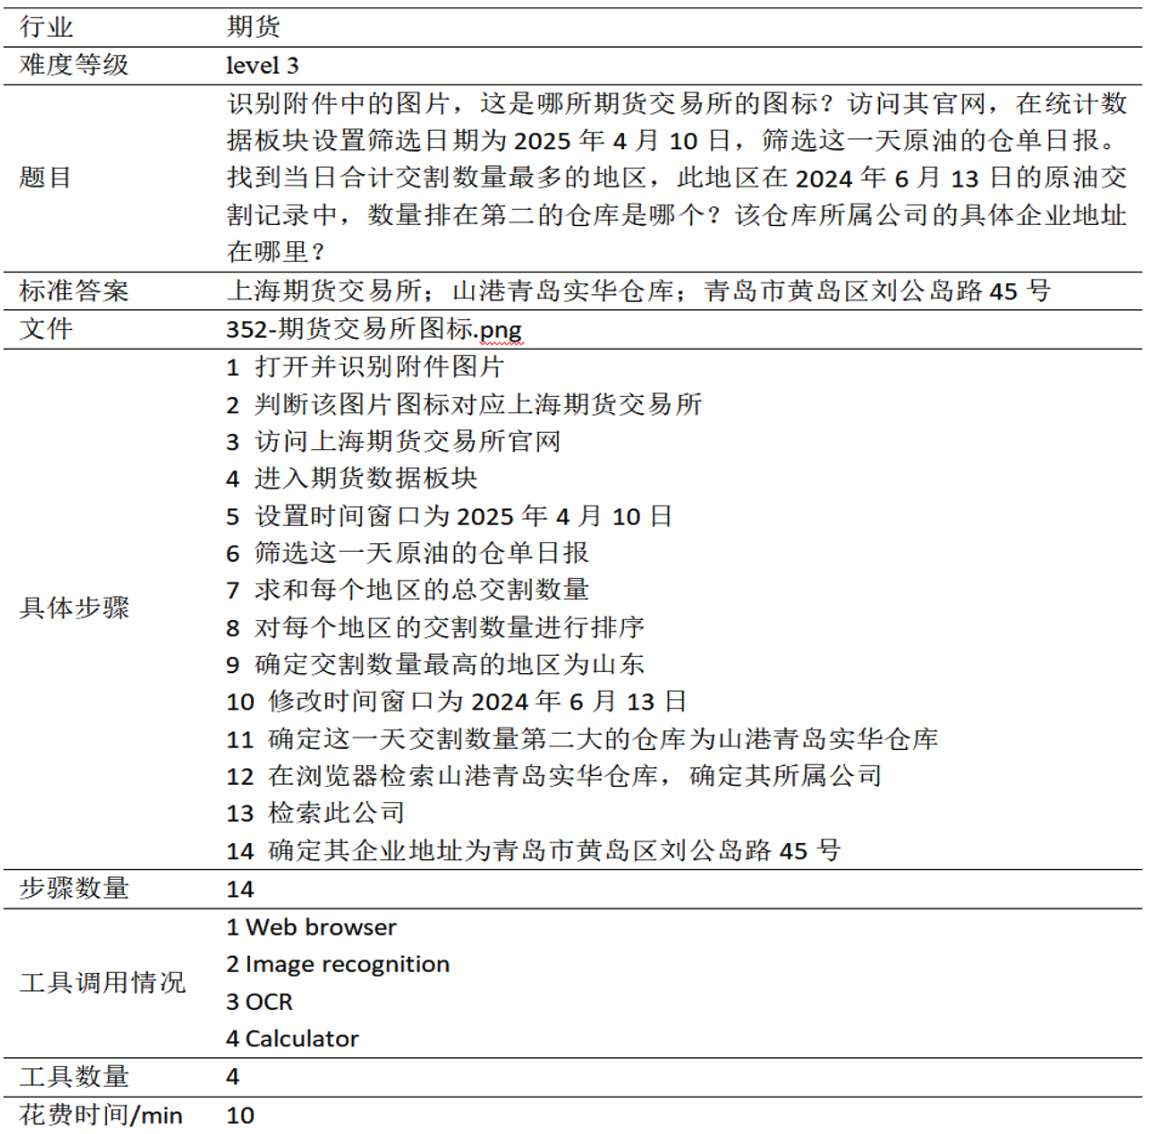 行业 期货
难度等级 level 3
题目 识别附件中的图片，这是哪所期货交易所的图标？访问其官网，在统计数
据板块设置筛选日期为 2025 年 4 月 10 日，筛选这一天原油的仓单日报。
找到当日合计交割数量最多的地区，此地区在 2024 年 6 月 13 日的原油交
割记录中，数量排在第二的仓库是哪个？该仓库所属公司的具体企业地址
在哪里？
标准答案 上海期货交易所；山港青岛实华仓库；青岛市黄岛区刘公岛路 45 号
文件 352-期货交易所图标.png
具体步骤
1 打开并识别附件图片
2 判断该图片图标对应上海期货交易所
3 访问上海期货交易所官网
4 进入期货数据板块
5 设置时间窗口为 2025 年 4 月 10 日
6 筛选这一天原油的仓单日报
7 求和每个地区的总交割数量
8 对每个地区的交割数量进行排序
9 确定交割数量最高的地区为山东
10 修改时间窗口为 2024 年 6 月 13 日
11 确定这一天交割数量第二大的仓库为山港青岛实华仓库
12 在浏览器检索山港青岛实华仓库，确定其所属公司
13 检索此公司
14 确定其企业地址为青岛市黄岛区刘公岛路 45 号
步骤数量 14
工具调用情况
1 Web browser
2 Image recognition
3 OCR
4 Calculator
工具数量 4
花费时间/min 10